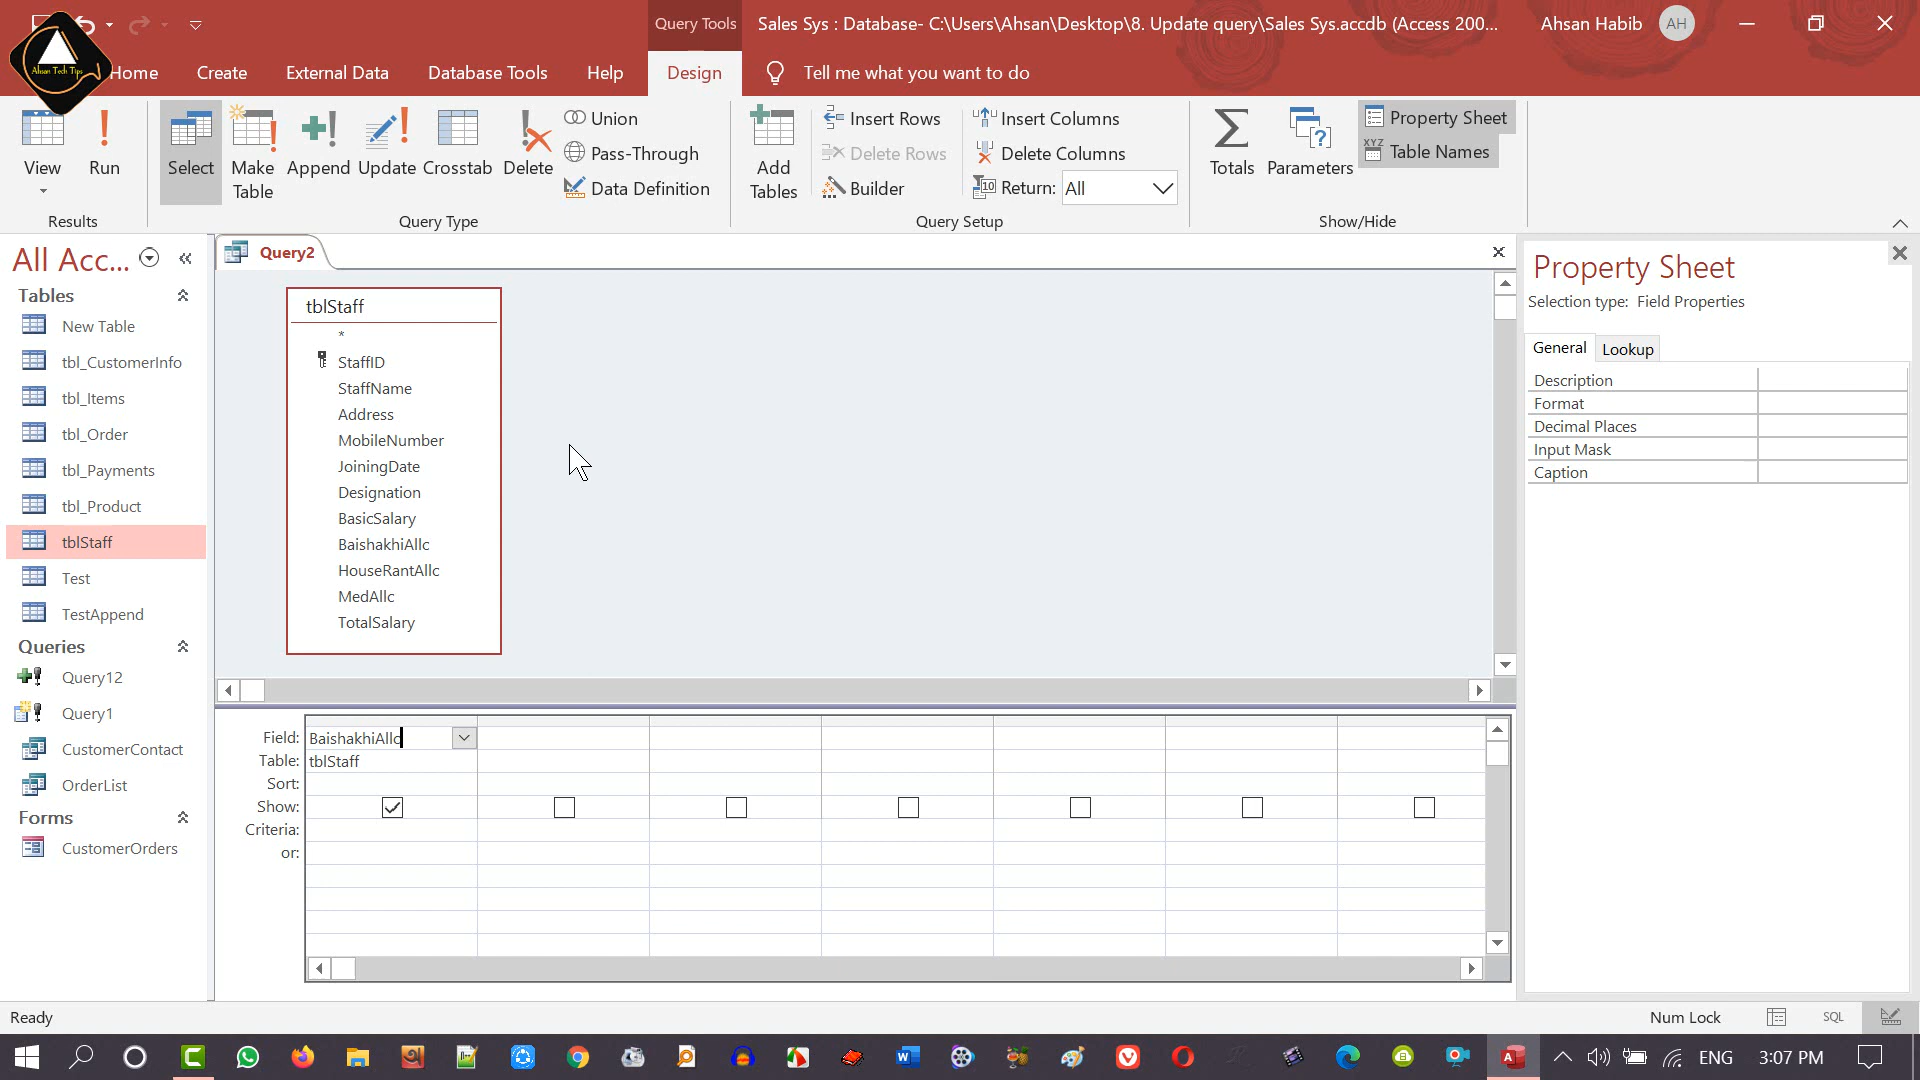 Query Tools
Sales Sys : Database- C:\Users\Ahsan\Desktop\8. Update query\Sales Sys.accdb (Access 200...
Ahsan Habib
AH
Ahsan Tech Tips
Home
Create
External Data
Database Tools
Help
Design
Tell me what you want to do
View
Run
Select
Make Table
Append
Update
Crosstab
Delete
Union
Pass-Through
Data Definition
Add Tables
Insert Rows
Delete Rows
Builder
Insert Columns
Delete Columns
Return: All
Totals
Parameters
Property Sheet
Table Names
Results
Query Type
Query Setup
Show/Hide
All Acc...
Tables
New Table
tbl_CustomerInfo
tbl_Items
tbl_Order
tbl_Payments
tbl_Product
tblStaff
Test
TestAppend
Queries
Query12
Query1
CustomerContact
OrderList
Forms
CustomerOrders
Query2
tblStaff
*
StaffID
StaffName
Address
MobileNumber
JoiningDate
Designation
BasicSalary
BaishakhiAllc
HouseRantAllc
MedAllc
TotalSalary
Field: BaishakhiAllc
Table: tblStaff
Sort:
Show:
Criteria:
or:
Property Sheet
Selection type: Field Properties
General
Lookup
Description
Format
Decimal Places
Input Mask
Caption
Ready
Num Lock
SQL
ENG
3:07 PM